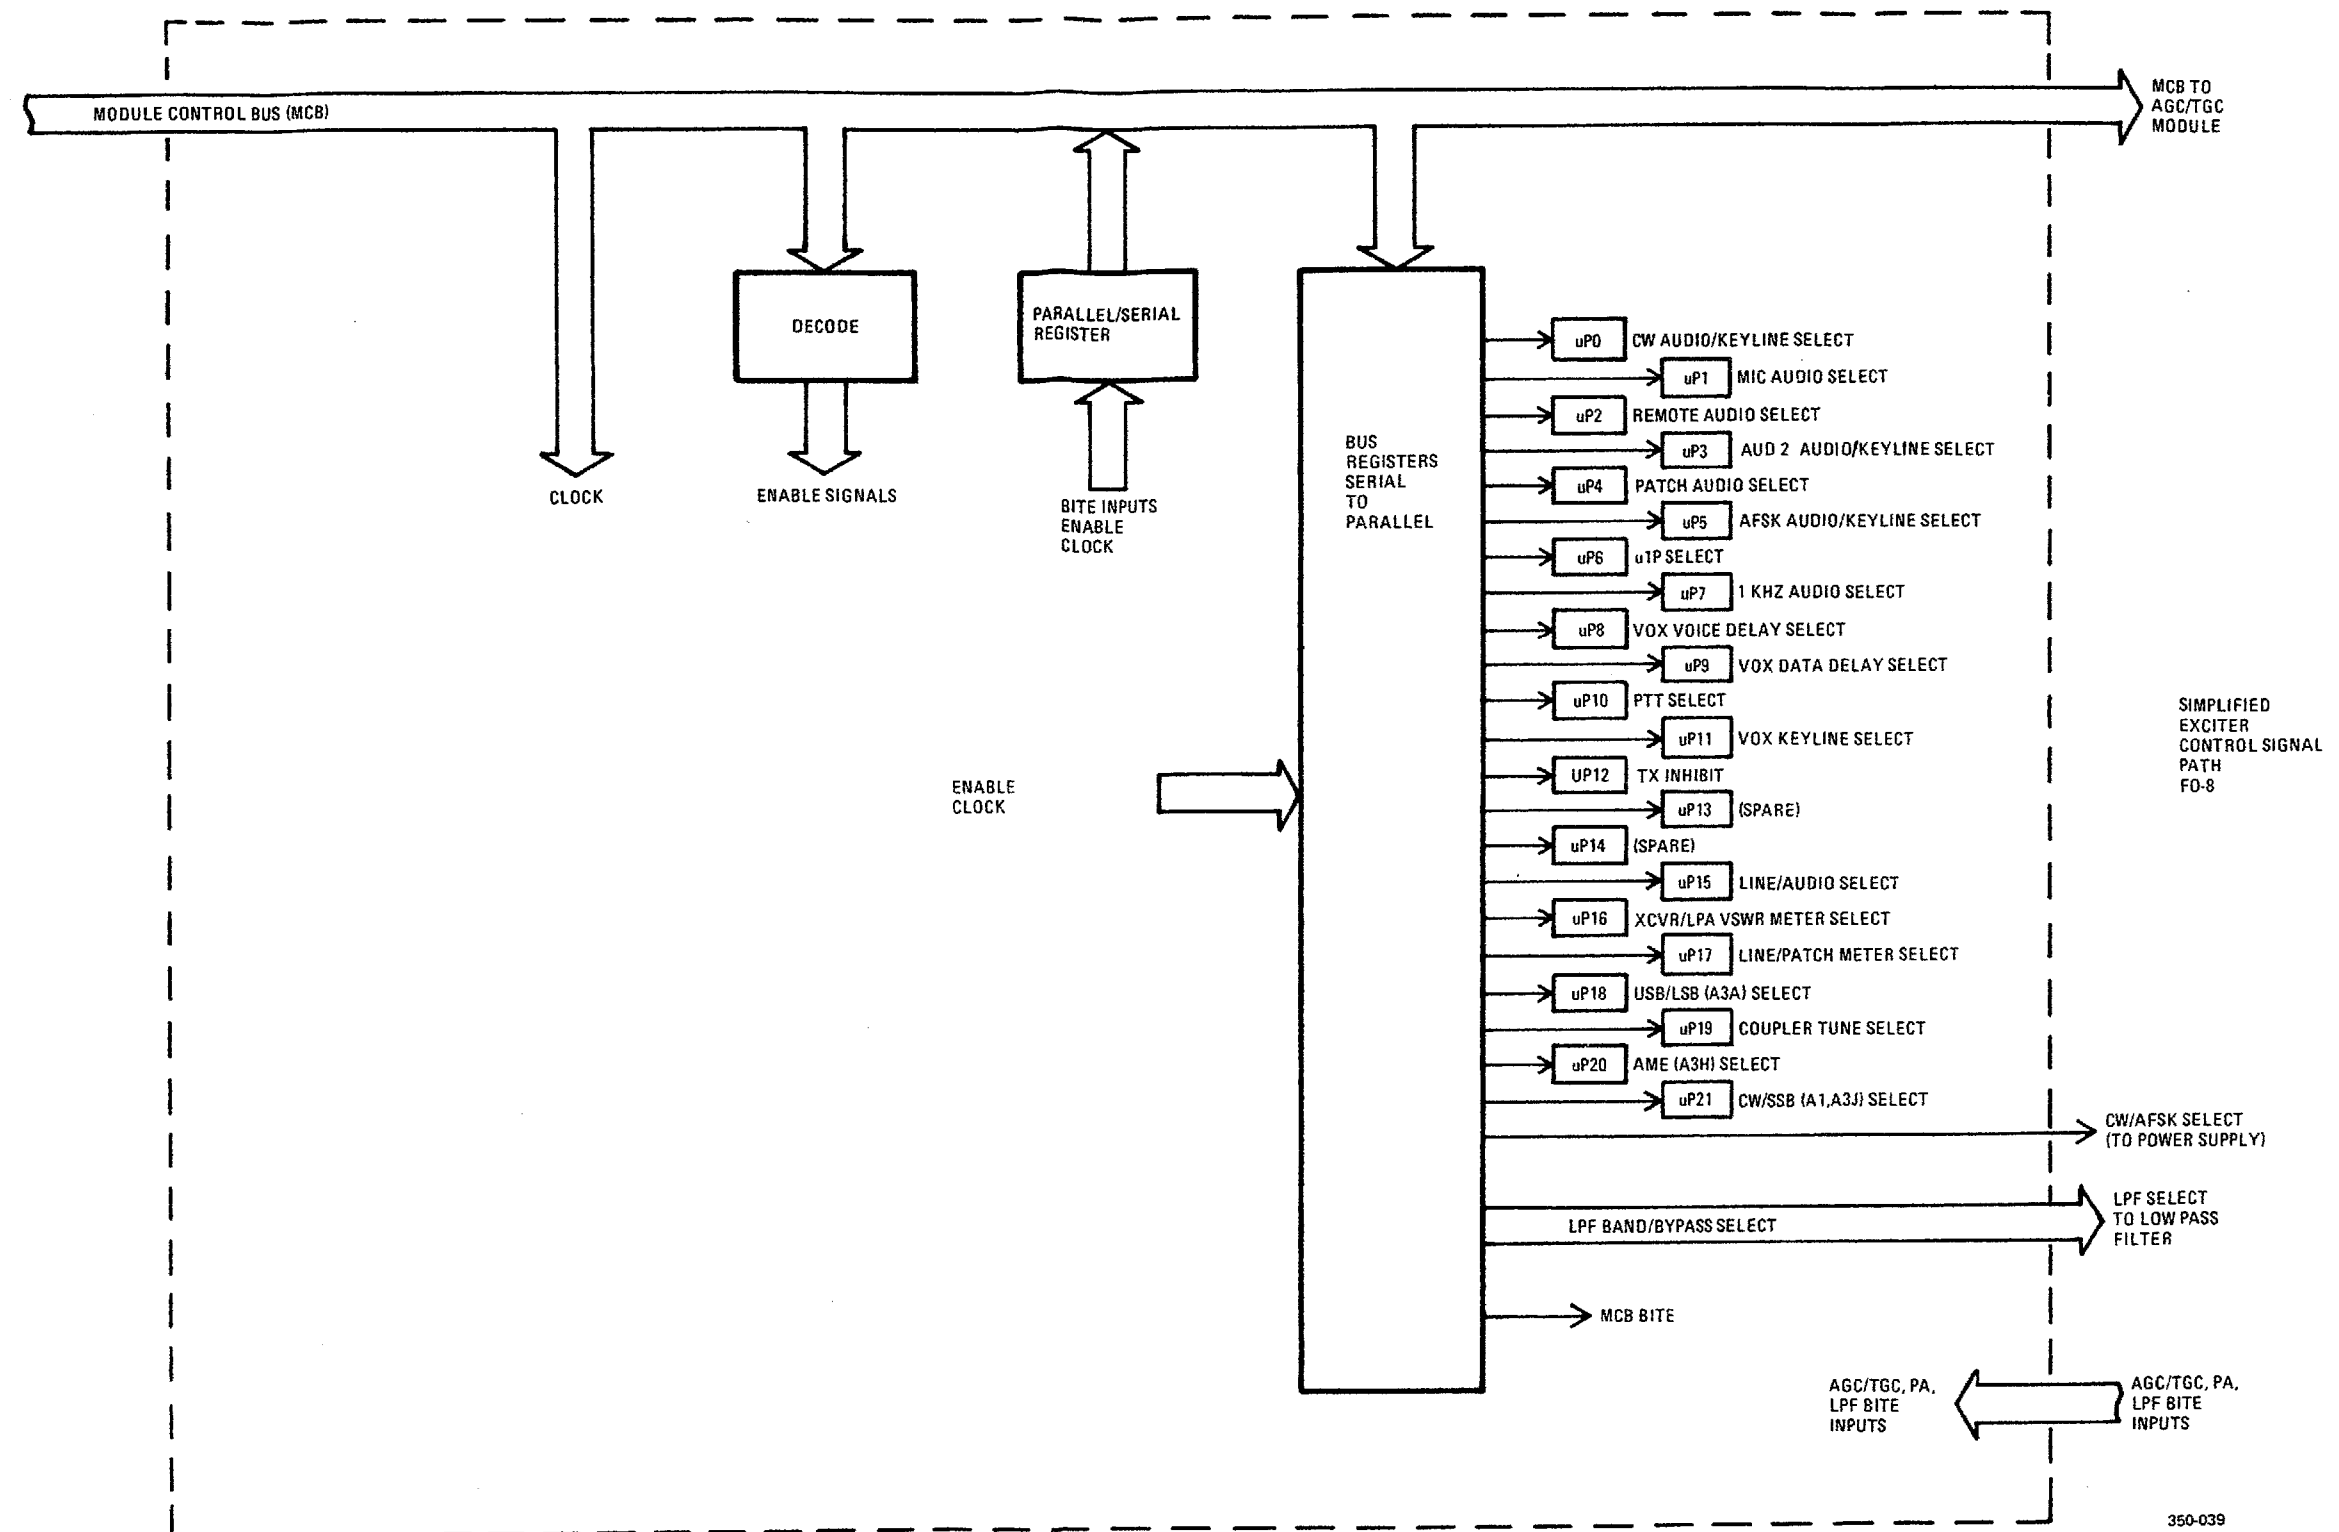 MODULE CONTROL BUS (MCB)
MCB TO
AGC/TGC
MODULE
DECODE
PARALLEL/SERIAL
REGISTER
CLOCK
ENABLE SIGNALS
BITE INPUTS
ENABLE
CLOCK
BUS
REGISTERS
SERIAL
TO
PARALLEL
ENABLE
CLOCK
uP0 CW AUDIO/KEYLINE SELECT
uP1 MIC AUDIO SELECT
uP2 REMOTE AUDIO SELECT
uP3 AUD 2 AUDIO/KEYLINE SELECT
uP4 PATCH AUDIO SELECT
uP5 AFSK AUDIO/KEYLINE SELECT
uP6 u1P SELECT
uP7 1 KHZ AUDIO SELECT
uP8 VOX VOICE DELAY SELECT
uP9 VOX DATA DELAY SELECT
uP10 PTT SELECT
uP11 VOX KEYLINE SELECT
UP12 TX INHIBIT
uP13 (SPARE)
uP14 (SPARE)
uP15 LINE/AUDIO SELECT
uP16 XCVR/LPA VSWR METER SELECT
uP17 LINE/PATCH METER SELECT
uP18 USB/LSB (A3A) SELECT
uP19 COUPLER TUNE SELECT
uP20 AME (A3H) SELECT
uP21 CW/SSB (A1,A3J) SELECT
CW/AFSK SELECT
(TO POWER SUPPLY)
LPF BAND/BYPASS SELECT
LPF SELECT
TO LOW PASS
FILTER
MCB BITE
AGC/TGC, PA,
LPF BITE
INPUTS
AGC/TGC, PA,
LPF BITE
INPUTS
SIMPLIFIED
EXCITER
CONTROL SIGNAL
PATH
FO-8
350-039